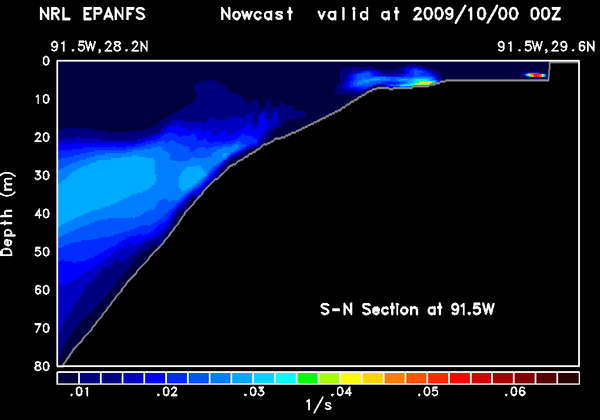 NRL EPANFS Nowcast valid at 2009/10/00 00Z
91.5W,28.2N 91.5W,29.6N
0
10
20
30
40
50
60
70
80
Depth (m)
S-N Section at 91.5W
.01 .02 .03 .04 .05 .06
1/s